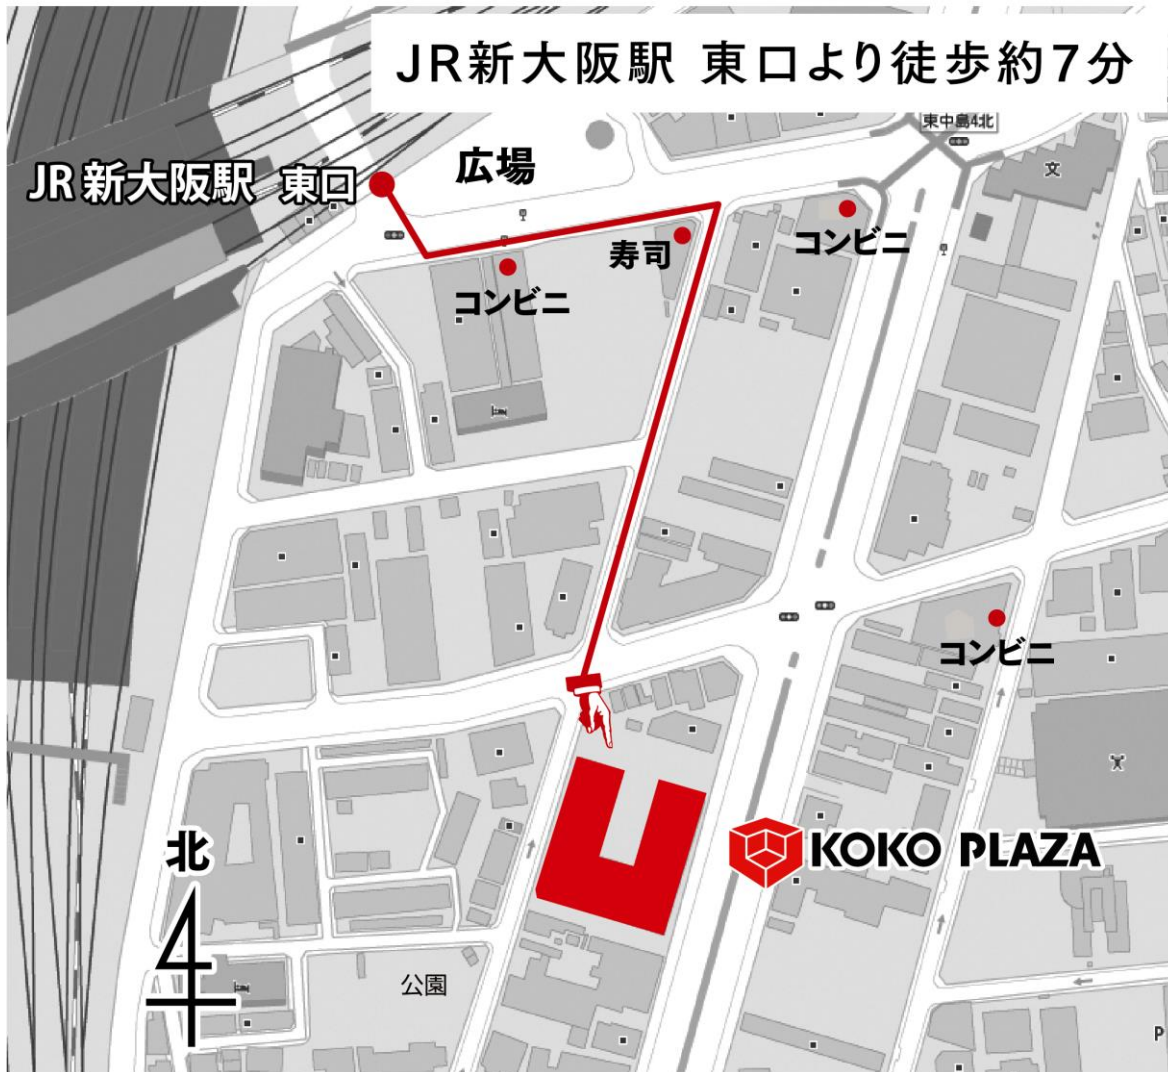 JR新大阪駅 東口より徒歩約7分
東中島4北
文
JR 新大阪駅 東口
広場
寿司
コンビニ
コンビニ
コンビニ
KOKO PLAZA
北
公園
P